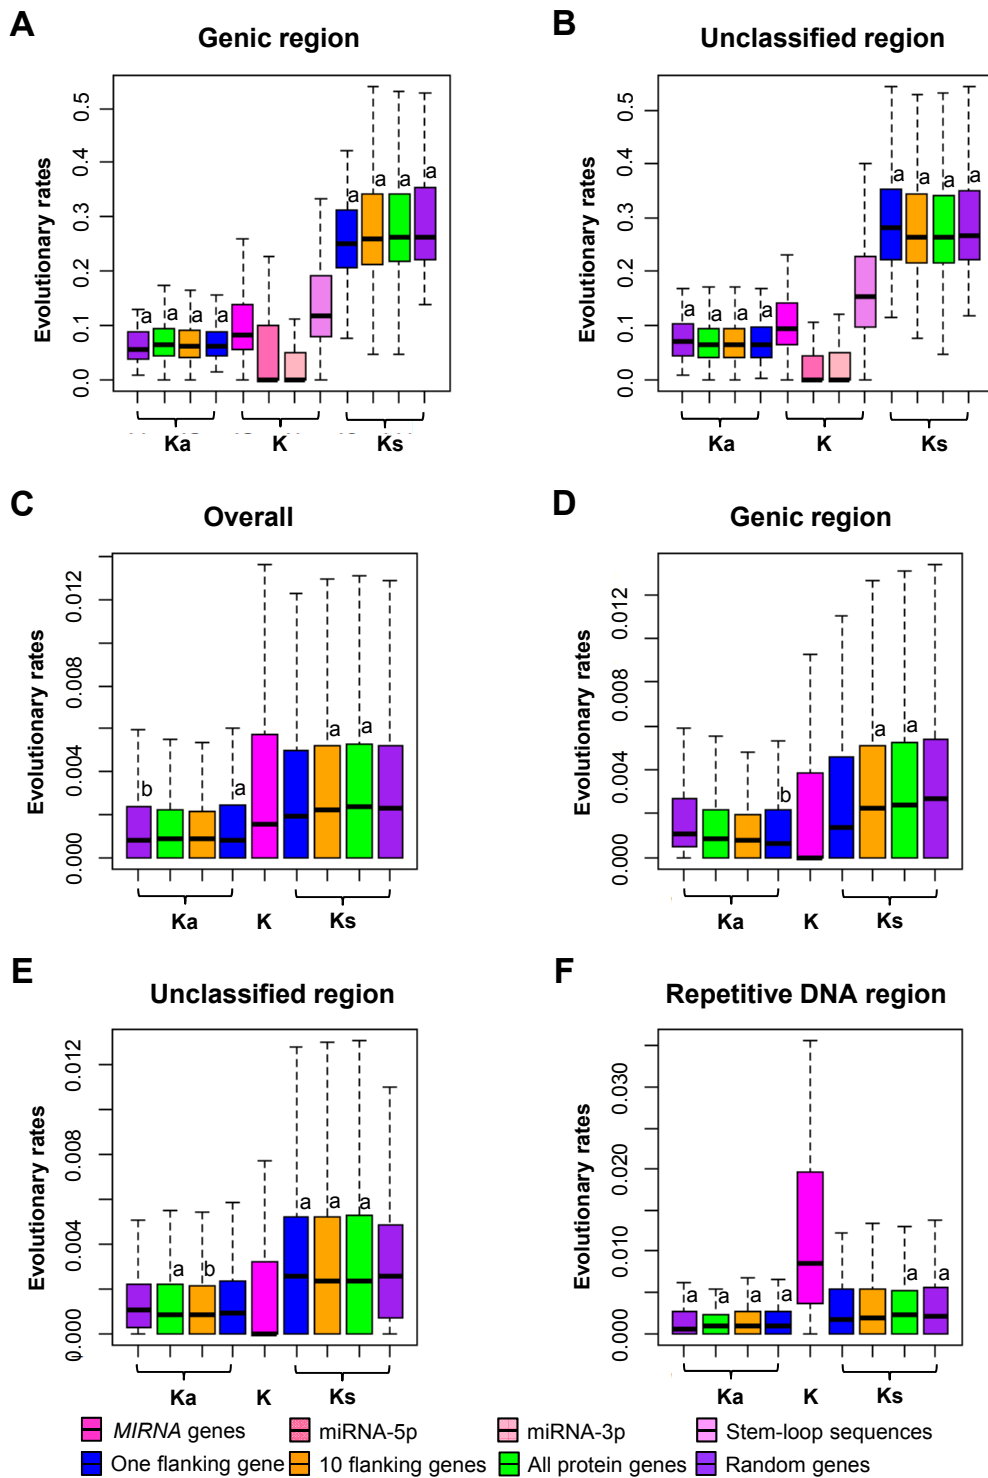 A
Genic region
Evolutionary rates
0.5
0.4
0.3
0.2
0.1
0.0
a a a a a a a a
Ka K Ks
B
Unclassified region
Evolutionary rates
0.5
0.4
0.3
0.2
0.1
0.0
a a a a a a a a
Ka K Ks
C
Overall
Evolutionary rates
0.012
0.008
0.004
0.000
b a a a
Ka K Ks
D
Genic region
Evolutionary rates
0.012
0.008
0.004
0.000
b a a
Ka K Ks
E
Unclassified region
Evolutionary rates
0.012
0.008
0.004
0.000
a b a a a
Ka K Ks
F
Repetitive DNA region
Evolutionary rates
0.030
0.020
0.010
0.000
a a a a a a
Ka K Ks
MIRNA genes miRNA-5p miRNA-3p Stem-loop sequences
One flanking gene 10 flanking genes All protein genes Random genes